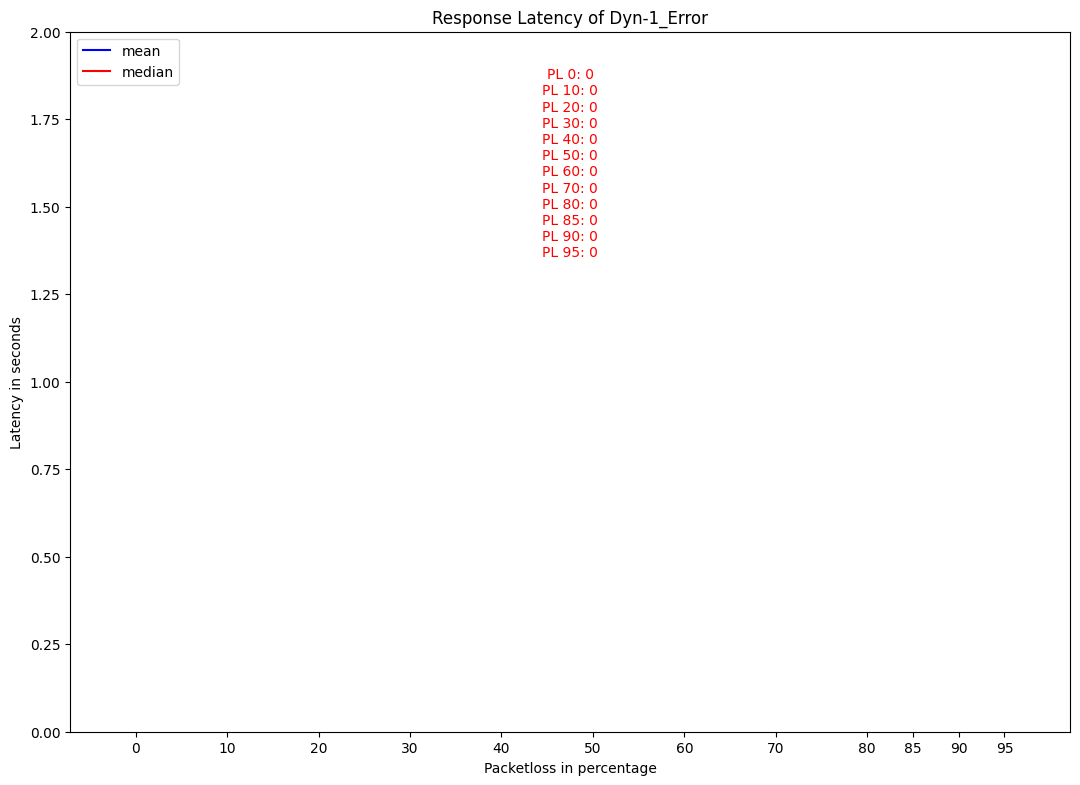 Response Latency of Dyn-1_Error
2.00
1.75
1.50
1.25
1.00
0.75
0.50
0.25
0.00
Latency in seconds
mean
median
PL 0: 0
PL 10: 0
PL 20: 0
PL 30: 0
PL 40: 0
PL 50: 0
PL 60: 0
PL 70: 0
PL 80: 0
PL 85: 0
PL 90: 0
PL 95: 0
0 10 20 30 40 50 60 70 80 85 90 95
Packetloss in percentage